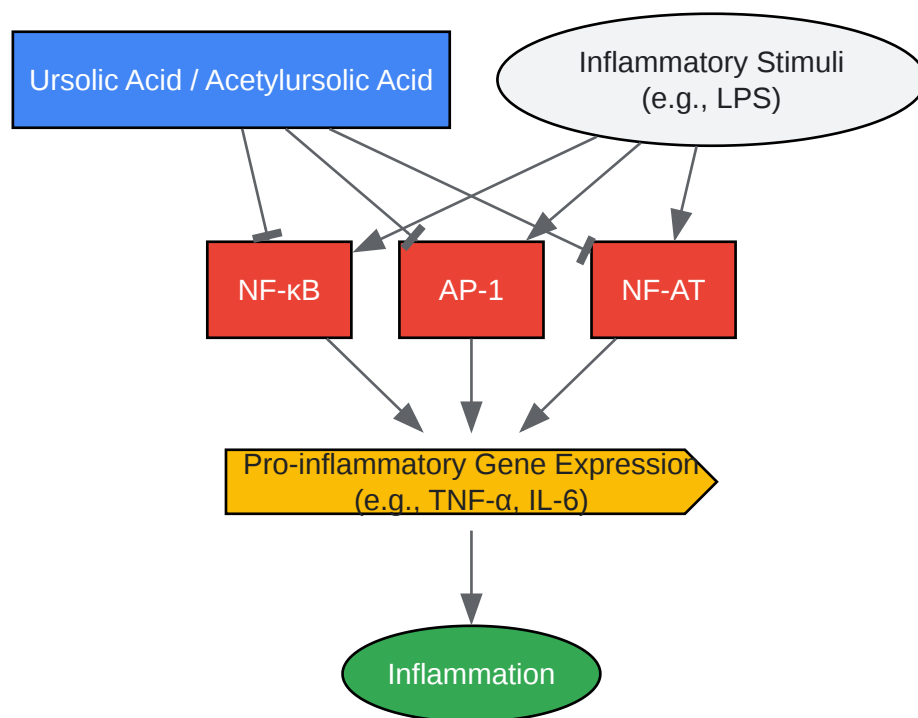 Ursolic Acid / Acetylursolic Acid
Inflammatory Stimuli
(e.g., LPS)
NF-κB
AP-1
NF-AT
Pro-inflammatory Gene Expression
(e.g., TNF-α, IL-6)
Inflammation